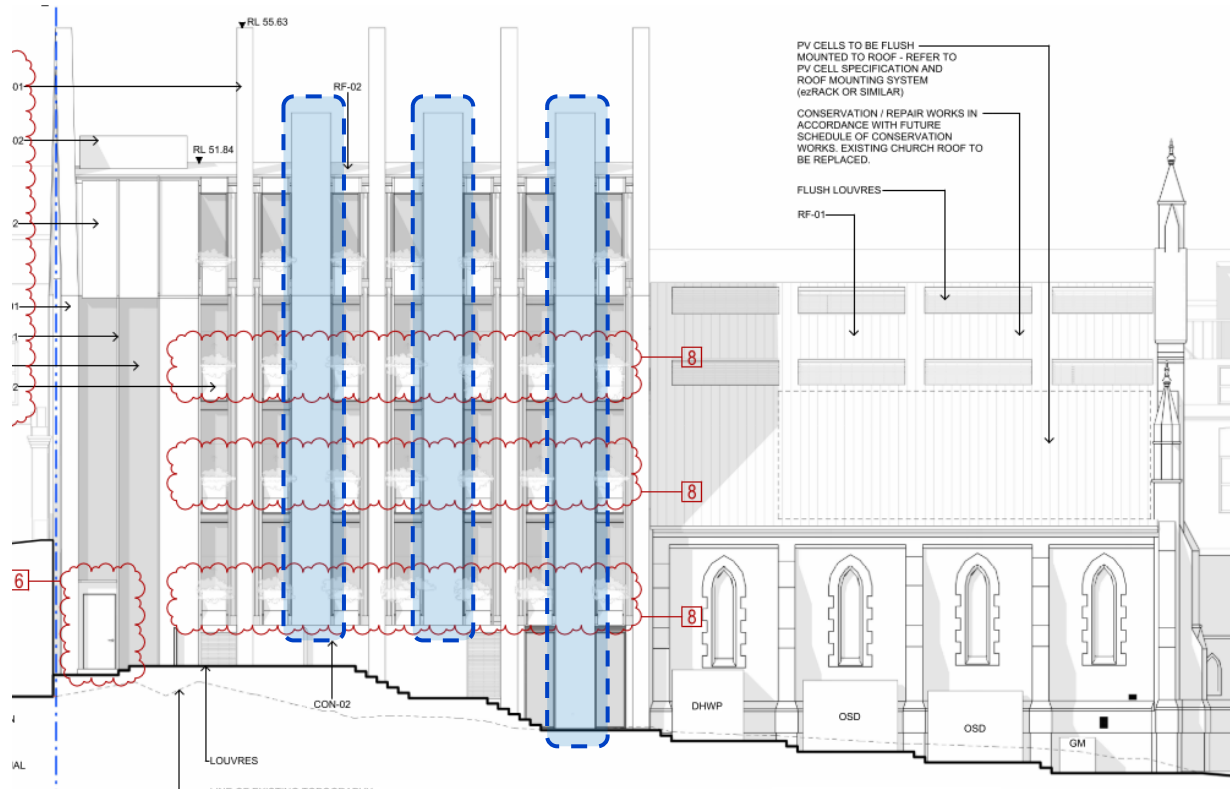 RL 55.63
PV CELLS TO BE FLUSH
MOUNTED TO ROOF - REFER TO
PV CELL SPECIFICATION AND
ROOF MOUNTING SYSTEM
(ezRACK OR SIMILAR)
01
RF-02
CONSERVATION / REPAIR WORKS IN
ACCORDANCE WITH FUTURE
SCHEDULE OF CONSERVATION
WORKS. EXISTING CHURCH ROOF TO
BE REPLACED.
02
RL 51.84
FLUSH LOUVRES
RF-01
2
01
1
8
2
8
6
8
CON-02
DHWP
OSD
OSD
GM
N
LOUVRES
IAL